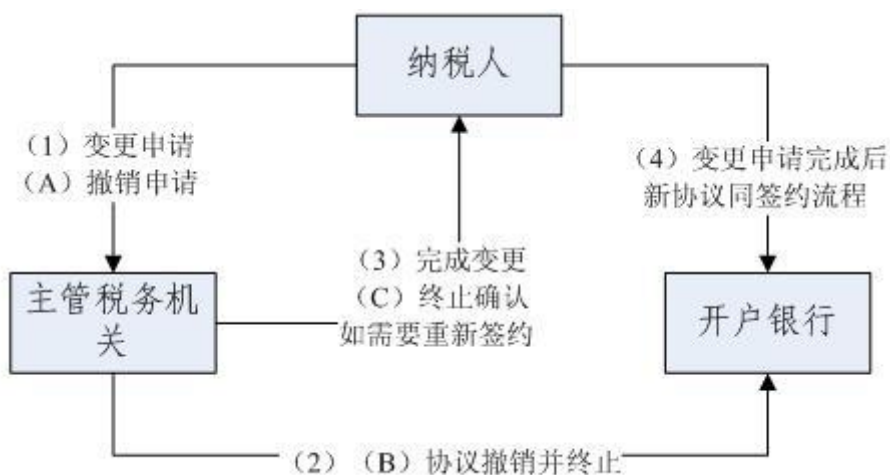 纳税人
（1）变更申请
（A）撤销申请
（4）变更申请完成后
新协议同签约流程
（3）完成变更
（C）终止确认
如需要重新签约
主管税务机
关
开户银行
（2）（B）协议撤销并终止